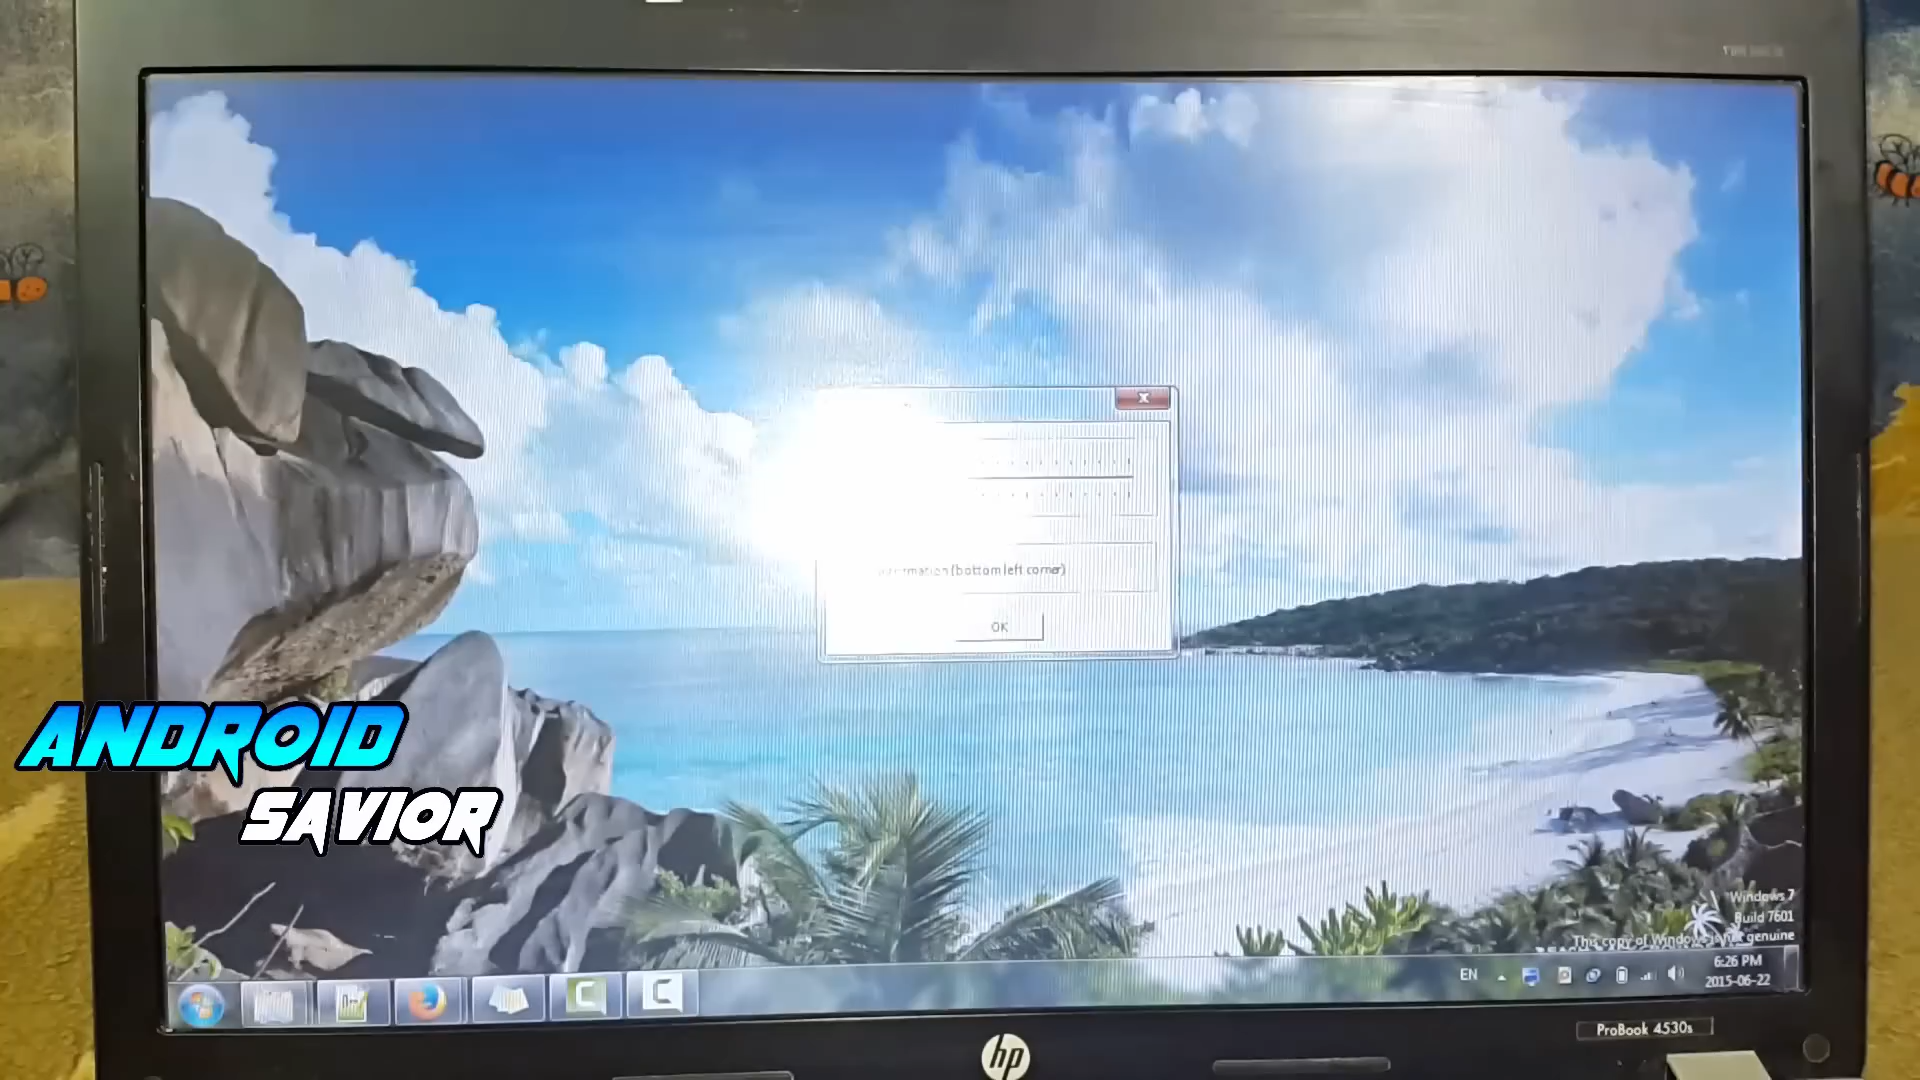 X
(bottom left corner)
OK
ANDROID
SAVIOR
Windows 7
Build 7601
This copy of Windows is not genuine
EN
6:26 PM
2015-06-22
ProBook 4530s
hp